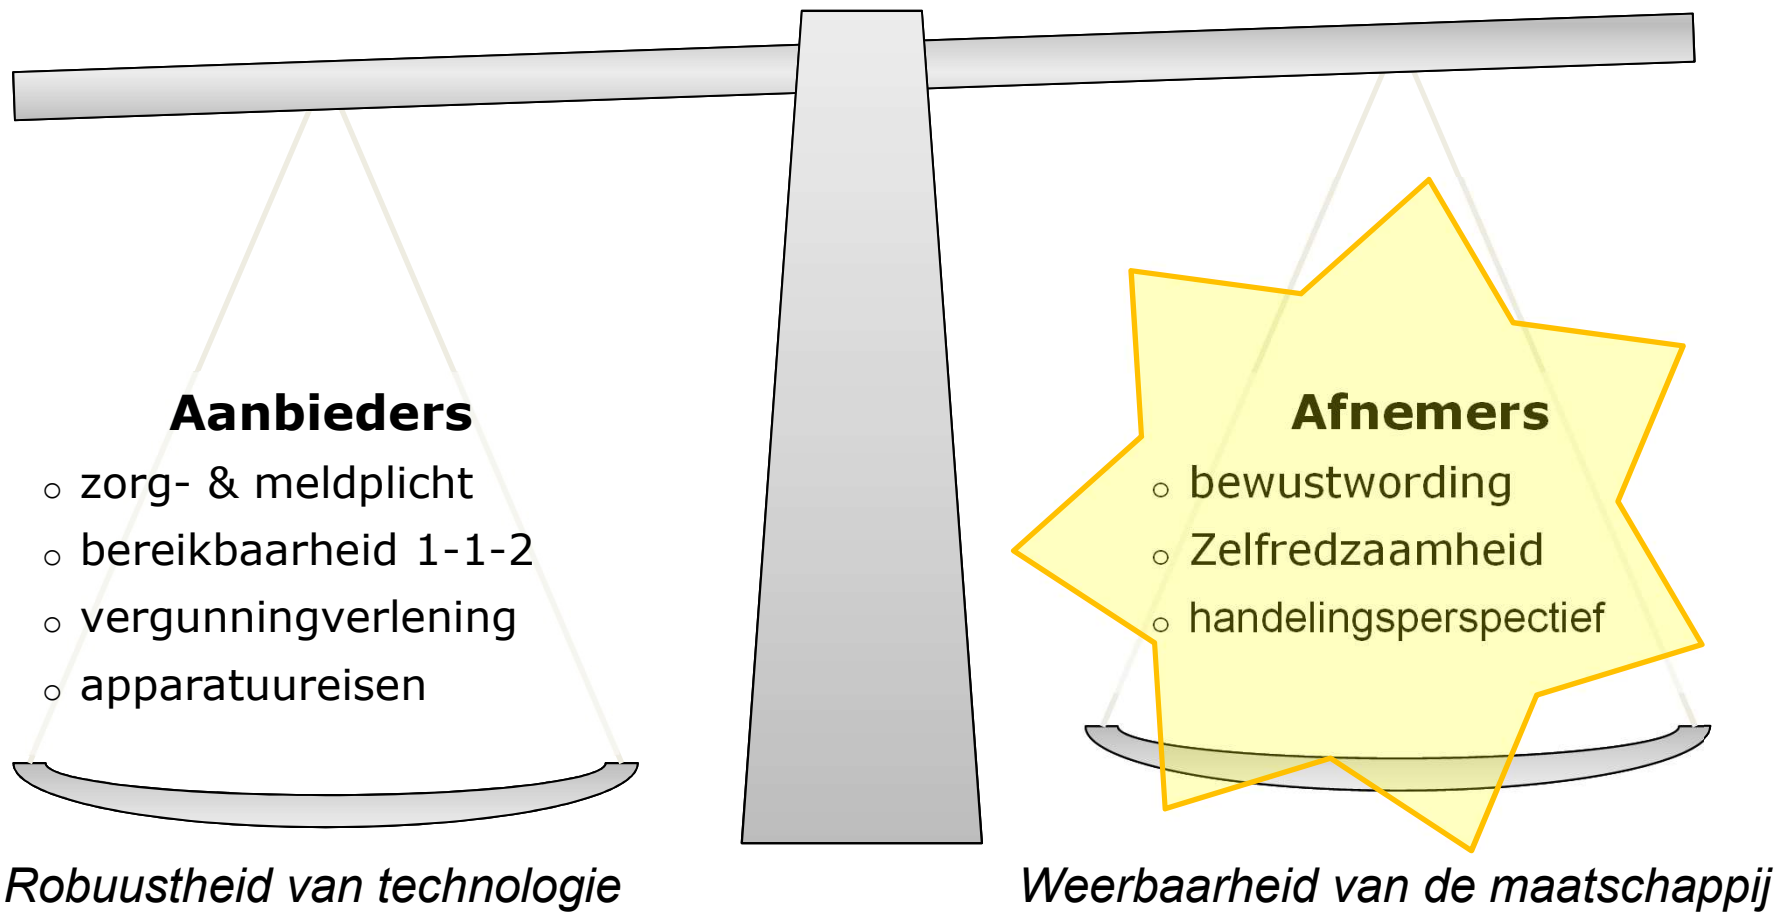 Aanbieders
o zorg- & meldplicht
o bereikbaarheid 1-1-2
o vergunningverlening
o apparatuureisen
Robuustheid van technologie
Afnemers
o bewustwording
o Zelfredzaamheid
o handelingsperspectief
Weerbaarheid van de maatschappij